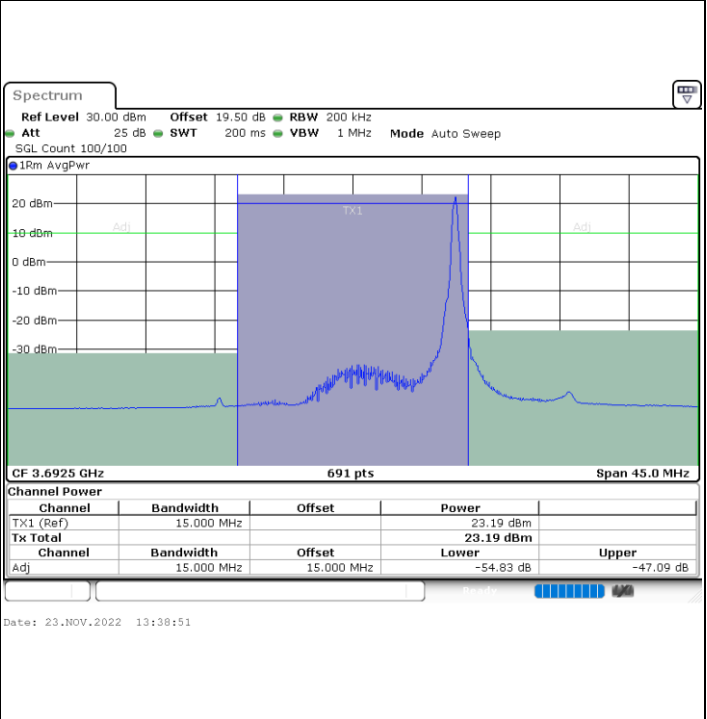 Spectrum
Ref Level 30.00 dBm Offset 19.50 dB RBW 200 kHz
Att 25 dB SWT 200 ms VBW 1 MHz Mode Auto Sweep
SGL Count 100/100
1Rm AvgPwr
20 dBm
TX1
Adj Adj
10 dBm
0 dBm
-10 dBm
-20 dBm
-30 dBm
CF 3.6925 GHz 691 pts Span 45.0 MHz
Channel Power
Channel Bandwidth Offset Power
TX1 (Ref) 15.000 MHz 23.19 dBm
Tx Total 23.19 dBm
Channel Bandwidth Offset Lower Upper
Adj 15.000 MHz 15.000 MHz -54.83 dB -47.09 dB
Ready
Date: 23.NOV.2022 13:38:51